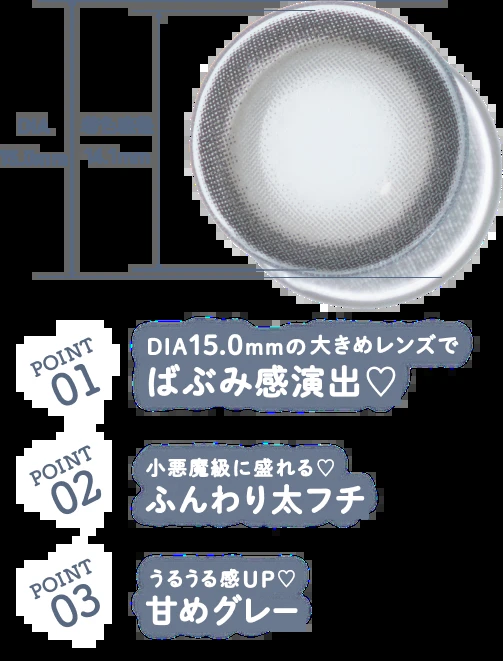 POINT
01
DIA15.0mmの大きめレンズで
ばぶみ感演出♡
POINT
02
小悪魔級に盛れる♡
ふんわり太フチ
POINT
03
うるうる感UP♡
甘めグレー